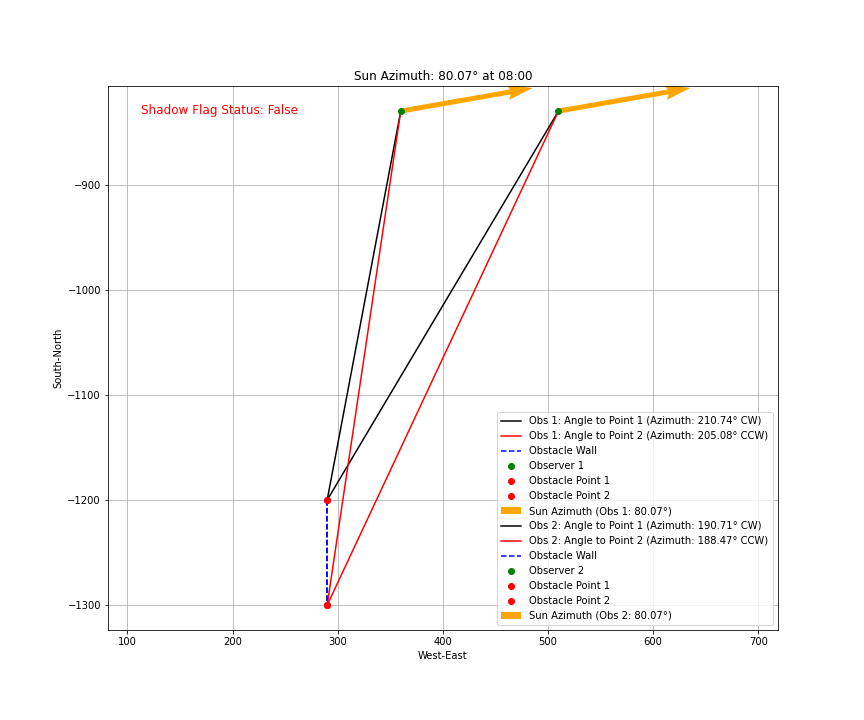 Sun Azimuth: 80.07° at 08:00
Shadow Flag Status: False
−900
−1000
−1100
−1200
−1300
South-North
100 200 300 400 500 600 700
West-East
Obs 1: Angle to Point 1 (Azimuth: 210.74° CW)
Obs 1: Angle to Point 2 (Azimuth: 205.08° CCW)
Obstacle Wall
Observer 1
Obstacle Point 1
Obstacle Point 2
Sun Azimuth (Obs 1: 80.07°)
Obs 2: Angle to Point 1 (Azimuth: 190.71° CW)
Obs 2: Angle to Point 2 (Azimuth: 188.47° CCW)
Obstacle Wall
Observer 2
Obstacle Point 1
Obstacle Point 2
Sun Azimuth (Obs 2: 80.07°)